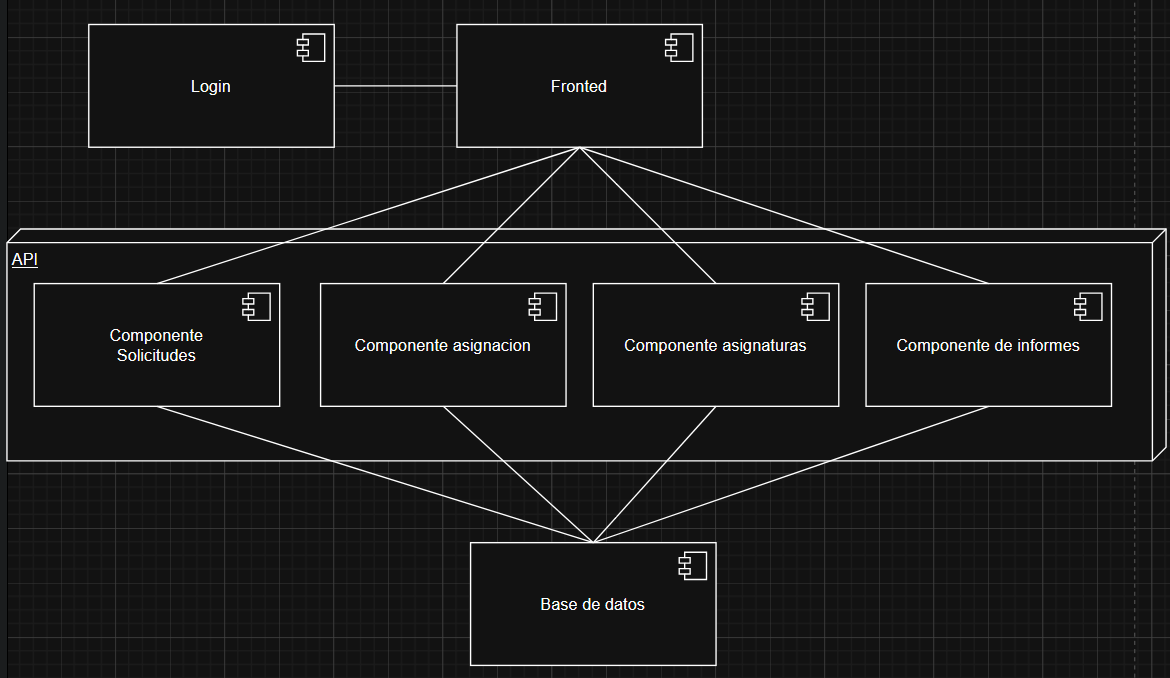 Login
Fronted
API
Componente
Solicitudes
Componente asignacion
Componente asignaturas
Componente de informes
Base de datos